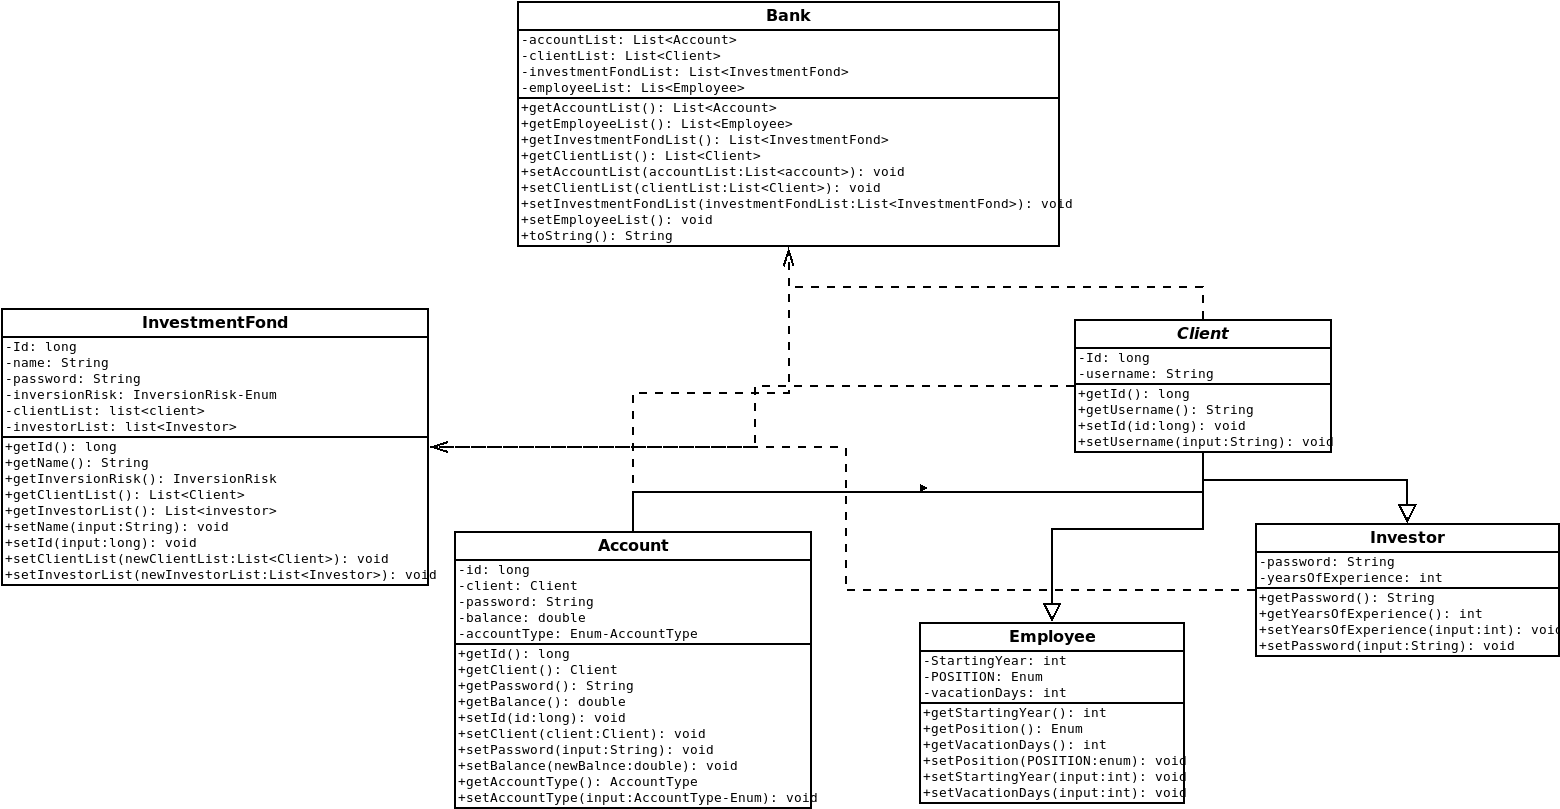 Bank
-accountList: List<Account>
-clientList: List<Client>
-investmentFondList: List<InvestmentFond>
-employeeList: Lis<Employee>
+getAccountList(): List<Account>
+getEmployeeList(): List<Employee>
+getInvestmentFondList(): List<InvestmentFond>
+getClientList(): List<Client>
+setAccountList(accountList:List<account>): void
+setClientList(clientList:List<Client>): void
+setInvestmentFondList(investmentFondList:List<InvestmentFond>): void
+setEmployeeList(): void
+toString(): String
InvestmentFond
-Id: long
-name: String
-password: String
-inversionRisk: InversionRisk-Enum
-clientList: list<client>
-investorList: list<Investor>
+getId(): long
+getName(): String
+getInversionRisk(): InversionRisk
+getClientList(): List<Client>
+getInvestorList(): List<investor>
+setName(input:String): void
+setId(input:long): void
+setClientList(newClientList:List<Client>): void
+setInvestorList(newInvestorList:List<Investor>): void
Client
-Id: long
-username: String
+getId(): long
+getUsername(): String
+setId(id:long): void
+setUsername(input:String): void
Account
-id: long
-client: Client
-password: String
-balance: double
-accountType: Enum-AccountType
+getId(): long
+getClient(): Client
+getPassword(): String
+getBalance(): double
+setId(id:long): void
+setClient(client:Client): void
+setPassword(input:String): void
+setBalance(newBalnce:double): void
+getAccountType(): AccountType
+setAccountType(input:AccountType-Enum): void
Employee
-StartingYear: int
-POSITION: Enum
-vacationDays: int
+getStartingYear(): int
+getPosition(): Enum
+getVacationDays(): int
+setPosition(POSITION:enum): void
+setStartingYear(input:int): void
+setVacationDays(input:int): void
Investor
-password: String
-yearsOfExperience: int
+getPassword(): String
+getYearsOfExperience(): int
+setYearsOfExperience(input:int): void
+setPassword(input:String): void